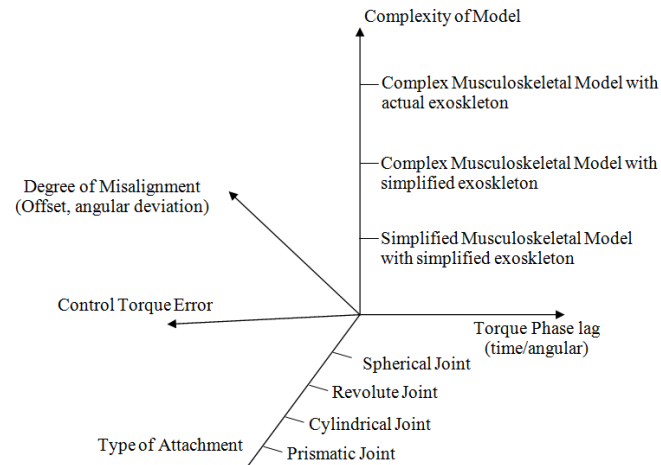 Complexity of Model
Complex Musculoskeletal Model with
actual exoskleton
Complex Musculoskeletal Model with
simplified exoskleton
Degree of Misalignment
(Offset, angular deviation)
Simplified Musculoskeletal Model
with simplified exoskleton
Control Torque Error
Torque Phase lag
(time/angular)
Spherical Joint
Revolute Joint
Cylindrical Joint
Type of Attachment
Prismatic Joint